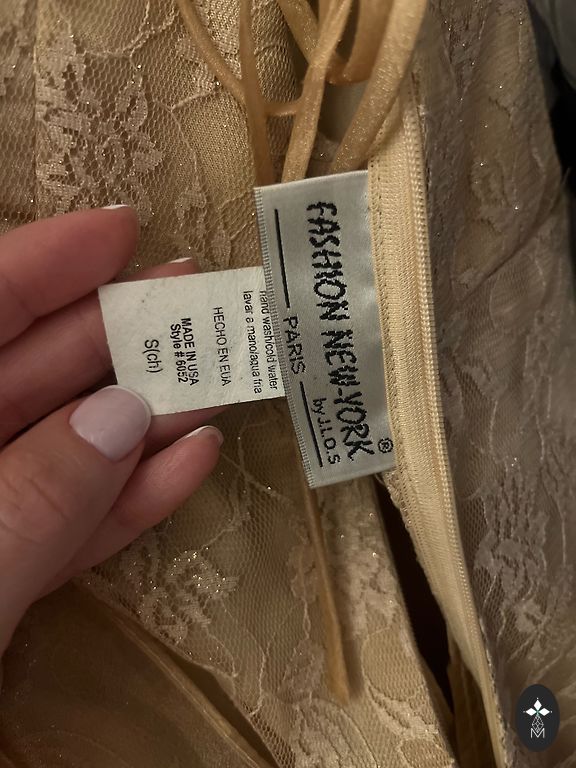 FASHION NEW-YORK ®
by J.L.O.S
PARIS
hand wash/cold water
lavar a mano/agua fria
HECHO EN EUA
MADE IN USA
Style # 6052
S(ch)
M